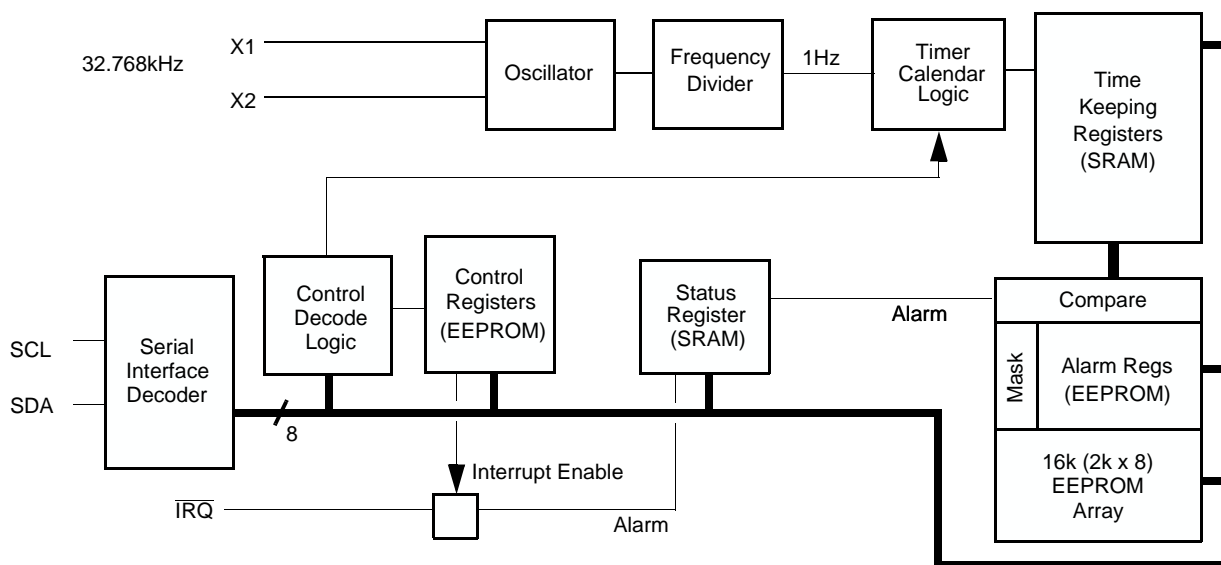 32.768kHz
X1
X2
Oscillator
Frequency
Divider
1Hz
Timer
Calendar
Logic
Time
Keeping
Registers
(SRAM)
SCL
SDA
Serial
Interface
Decoder
8
Control
Decode
Logic
Control
Registers
(EEPROM)
Status
Register
(SRAM)
Alarm
Compare
Mask
Alarm Regs
(EEPROM)
16k (2k x 8)
EEPROM
Array
Interrupt Enable
IRQ
Alarm